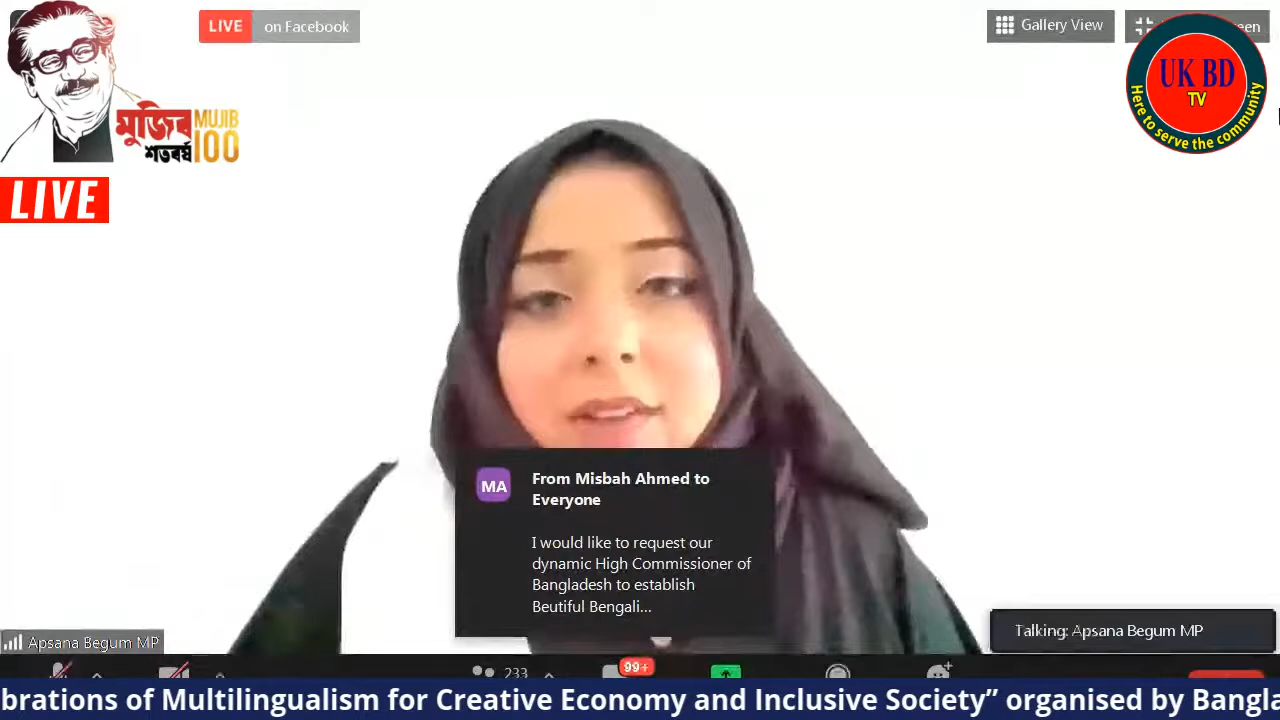 LIVE on Facebook
Gallery View
een
UK BD
TV
Here to serve the community
মুজিব
শতবর্ষ
MUJIB
100
LIVE
MA
From Misbah Ahmed to
Everyone
I would like to request our
dynamic High Commissioner of
Bangladesh to establish
Beutiful Bengali...
Talking: Apsana Begum MP
Apsana Begum MP
233
99+
brations of Multilingualism for Creative Economy and Inclusive Society” organised by Bangla